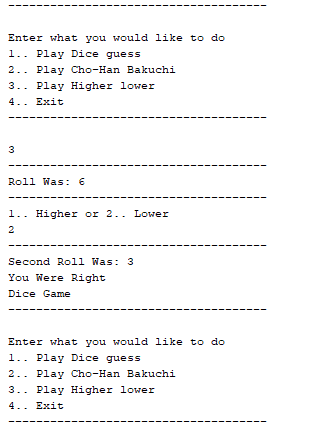 -------------------------------------
Enter what you would like to do
1.. Play Dice guess
2.. Play Cho-Han Bakuchi
3.. Play Higher lower
4.. Exit
-------------------------------------
3
-------------------------------------
Roll Was: 6
-------------------------------------
1.. Higher or 2.. Lower
2
-------------------------------------
Second Roll Was: 3
You Were Right
Dice Game
-------------------------------------
Enter what you would like to do
1.. Play Dice guess
2.. Play Cho-Han Bakuchi
3.. Play Higher lower
4.. Exit
-------------------------------------